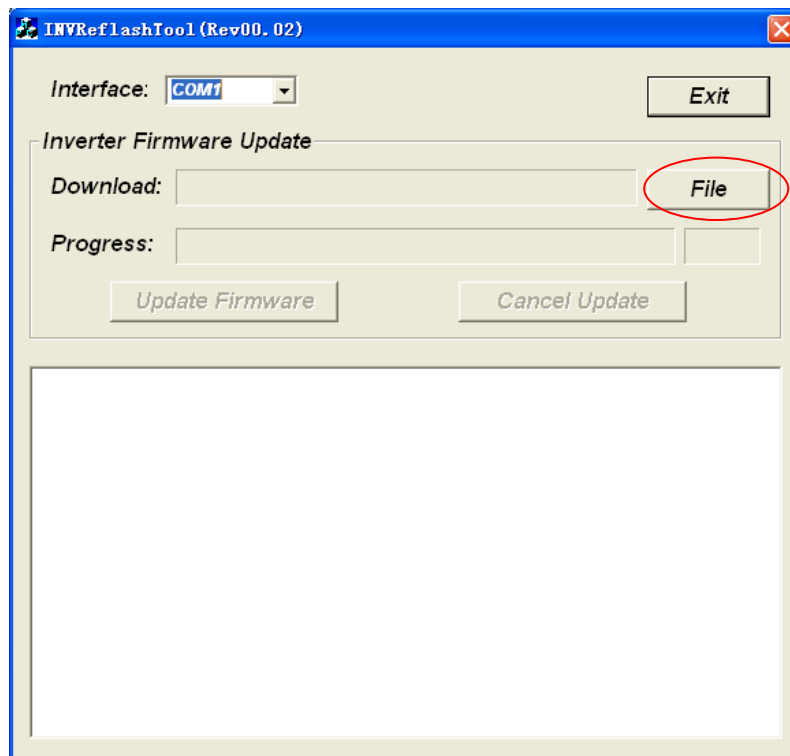 INVReflashTool(Rev00.02)
Interface: COM1
Exit
Inverter Firmware Update
Download:
File
Progress:
Update Firmware
Cancel Update